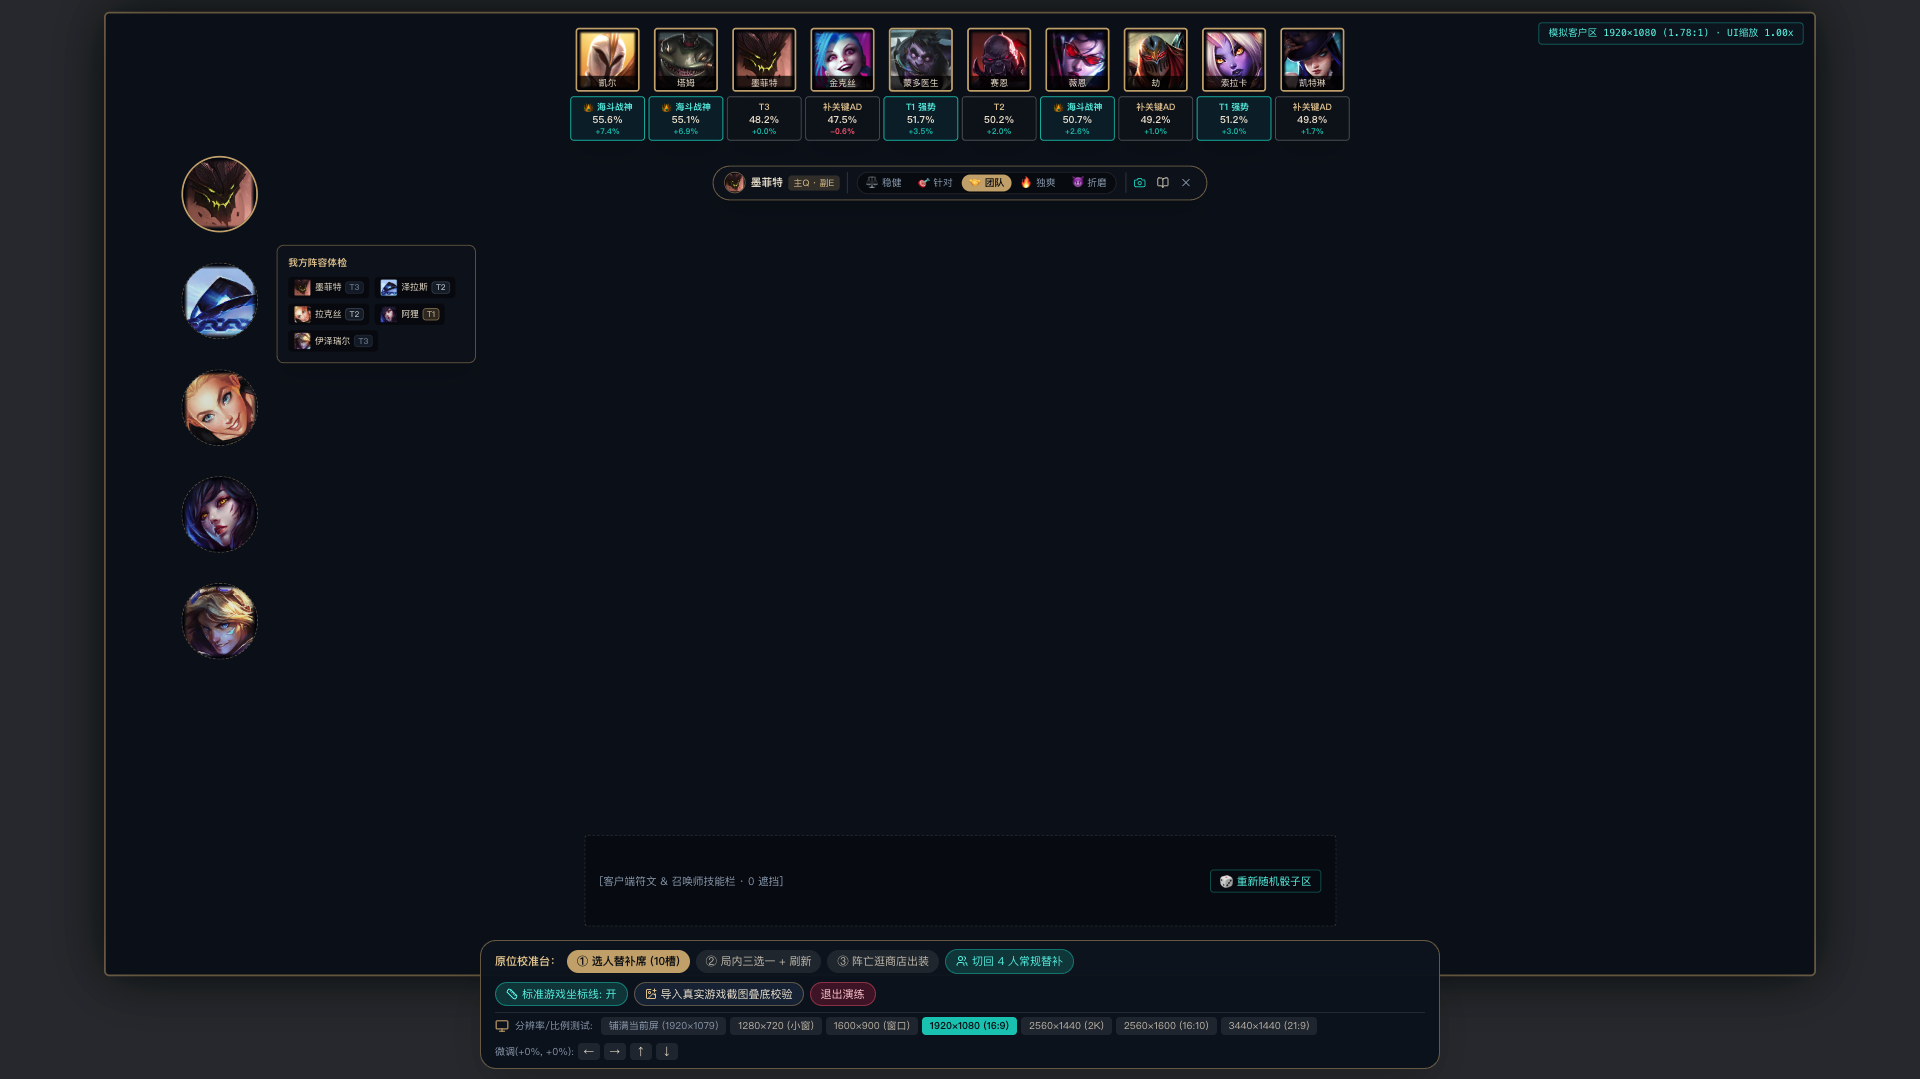 模拟客户区 1920×1080 (1.78:1) · UI缩放 1.00x
凯尔
塔姆
墨菲特
金克丝
蒙多医生
赛恩
薇恩
劫
索拉卡
凯特琳
海斗战神
55.6%
+7.4%
海斗战神
55.1%
+6.9%
T3
48.2%
+0.0%
补关键AD
47.5%
−0.6%
T1 强势
51.7%
+3.5%
T2
50.2%
+2.0%
海斗战神
50.7%
+2.6%
补关键AD
49.2%
+1.0%
T1 强势
51.2%
+3.0%
补关键AD
49.8%
+1.7%
墨菲特 主Q · 副E 稳健 针对 团队 独爽 折磨
我方阵容体检
墨菲特 T3 泽拉斯 T2
拉克丝 T2 阿狸 T1
伊泽瑞尔 T3
[客户端符文 & 召唤师技能栏 · 0 遮挡]
重新随机骰子区
原位校准台: ① 选人替补席 (10槽) ② 局内三选一 + 刷新 ③ 阵亡逛商店出装 切回 4 人常规替补
标准游戏坐标线: 开 导入真实游戏截图叠底校验 退出演练
分辨率/比例测试: 铺满当前屏 (1920×1079) 1280×720 (小窗) 1600×900 (窗口) 1920×1080 (16:9) 2560×1440 (2K) 2560×1600 (16:10) 3440×1440 (21:9)
微调(+0%, +0%): ← → ↑ ↓